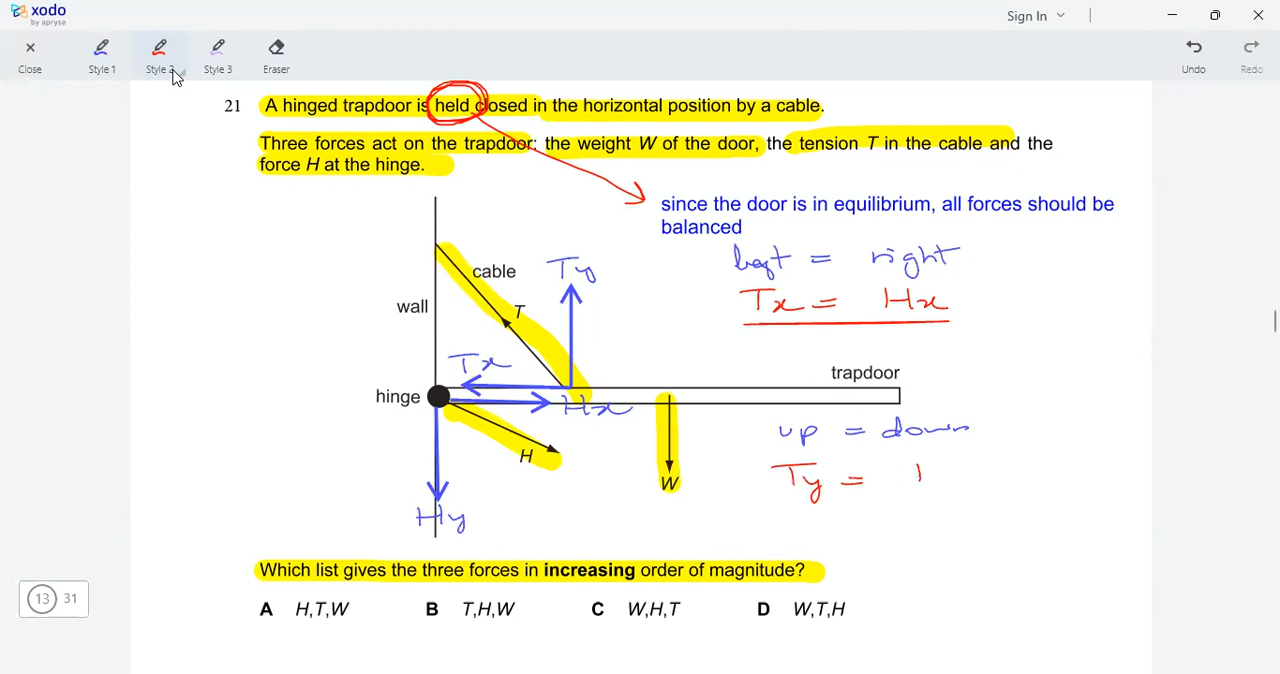 xodo
by apryse
Sign In
Close
Style 1
Style 2
Style 3
Eraser
Undo
Redo
21 A hinged trapdoor is held closed in the horizontal position by a cable.
Three forces act on the trapdoor: the weight W of the door, the tension T in the cable and the
force H at the hinge.
since the door is in equilibrium, all forces should be
balanced
left = right
Tx = Hx
cable
Ty
wall
T
Tx
trapdoor
hinge
Hx
up = down
H
W
Ty =
Hy
Which list gives the three forces in increasing order of magnitude?
A H,T,W B T,H,W C W,H,T D W,T,H
13 31